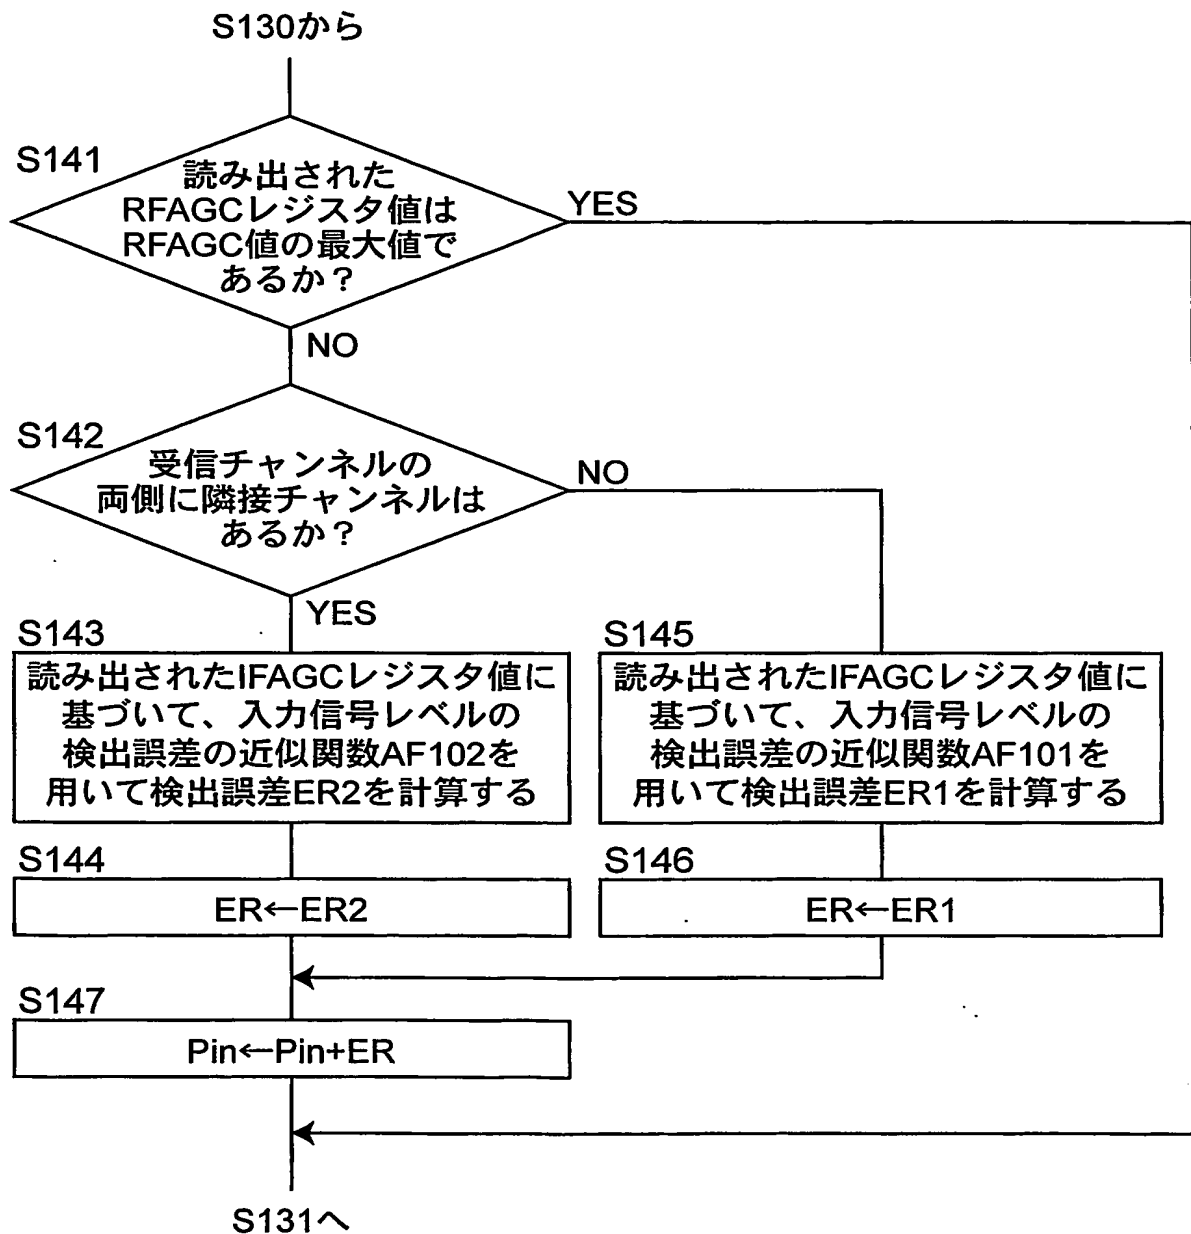 S130から
S141
読み出された
RFAGCレジスタ値は
RFAGC値の最大値で
あるか？
YES
NO
S142
受信チャンネルの
両側に隣接チャンネルは
あるか？
NO
YES
S143
読み出されたIFAGCレジスタ値に
基づいて、入力信号レベルの
検出誤差の近似関数AF102を
用いて検出誤差ER2を計算する
S145
読み出されたIFAGCレジスタ値に
基づいて、入力信号レベルの
検出誤差の近似関数AF101を
用いて検出誤差ER1を計算する
S144
ER←ER2
S146
ER←ER1
S147
Pin←Pin+ER
S131へ